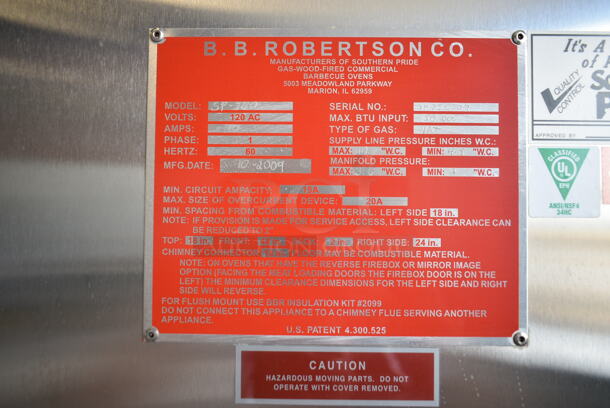 B. B. ROBERTSON CO.
MANUFACTURERS OF SOUTHERN PRIDE
GAS-WOOD-FIRED COMMERCIAL
BARBECUE OVENS
5003 MEADOWLAND PARKWAY
MARION, IL 62959
MODEL:
VOLTS: 120 AC
AMPS:
PHASE: 1
HERTZ: 60
MFG.DATE: 10-2009
SERIAL NO.:
MAX. BTU INPUT:
TYPE OF GAS:
SUPPLY LINE PRESSURE INCHES W.C.:
MAX: "W.C. MIN: "W.C.
MANIFOLD PRESSURE:
MAX: "W.C. MIN: "W.C.
MIN. CIRCUIT AMPACITY: 15A
MAX. SIZE OF OVERCURRENT DEVICE: 20A
MIN. SPACING FROM COMBUSTIBLE MATERIAL: LEFT SIDE 18 in.
NOTE: IF PROVISION IS MADE FOR SERVICE ACCESS, LEFT SIDE CLEARANCE CAN
BE REDUCED TO 2"
TOP: 18 in. FRONT: BACK: RIGHT SIDE: 24 in.
CHIMNEY CONNECTOR FLOOR MAY BE COMBUSTIBLE MATERIAL.
NOTE: ON OVENS THAT HAVE THE REVERSE FIREBOX OR MIRROR IMAGE
OPTION (FACING THE MEAT LOADING DOORS THE FIREBOX DOOR IS ON THE
LEFT) THE MINIMUM CLEARANCE DIMENSIONS FOR THE LEFT SIDE AND RIGHT
SIDE WILL REVERSE.
FOR FLUSH MOUNT USE BBR INSULATION KIT #2099
DO NOT CONNECT THIS APPLIANCE TO A CHIMNEY FLUE SERVING ANOTHER
APPLIANCE.
U.S. PATENT 4.300.525
CAUTION
HAZARDOUS MOVING PARTS. DO NOT
OPERATE WITH COVER REMOVED.
It's A
of
QUALITY
CONTROL
APPROVED BY
CLASSIFIED
UL
EPH
ANSI/NSF4
24HC